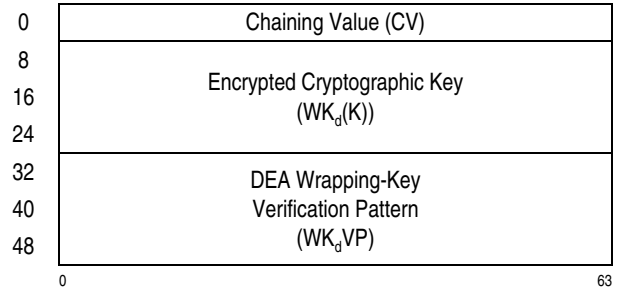 0 Chaining Value (CV)
8
Encrypted Cryptographic Key
16
(WKd(K))
24
32
DEA Wrapping-Key
40 Verification Pattern
48 (WKdVP)
0 63